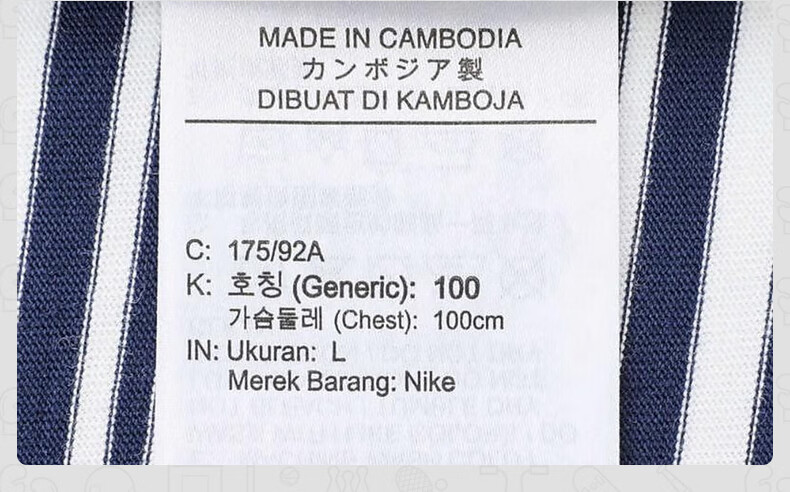 MADE IN CAMBODIA
カンボジア製
DIBUAT DI KAMBOJA
C: 175/92A
K: 호칭 (Generic): 100
가슴둘레 (Chest): 100cm
IN: Ukuran: L
Merek Barang: Nike